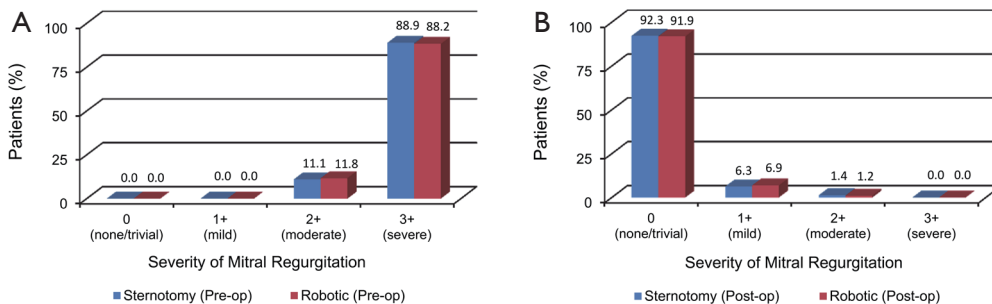 A
100
75
50
25
0
Patients (%)
0.0 0.0
0.0 0.0
11.1 11.8
88.9 88.2
0 1+ 2+ 3+
(none/trivial) (mild) (moderate) (severe)
Severity of Mitral Regurgitation
Sternotomy (Pre-op) Robotic (Pre-op)
B
100
75
50
25
0
Patients (%)
92.3 91.9
6.3 6.9
1.4 1.2
0.0 0.0
0 1+ 2+ 3+
(none/trivial) (mild) (moderate) (severe)
Severity of Mitral Regurgitation
Sternotomy (Post-op) Robotic (Post-op)